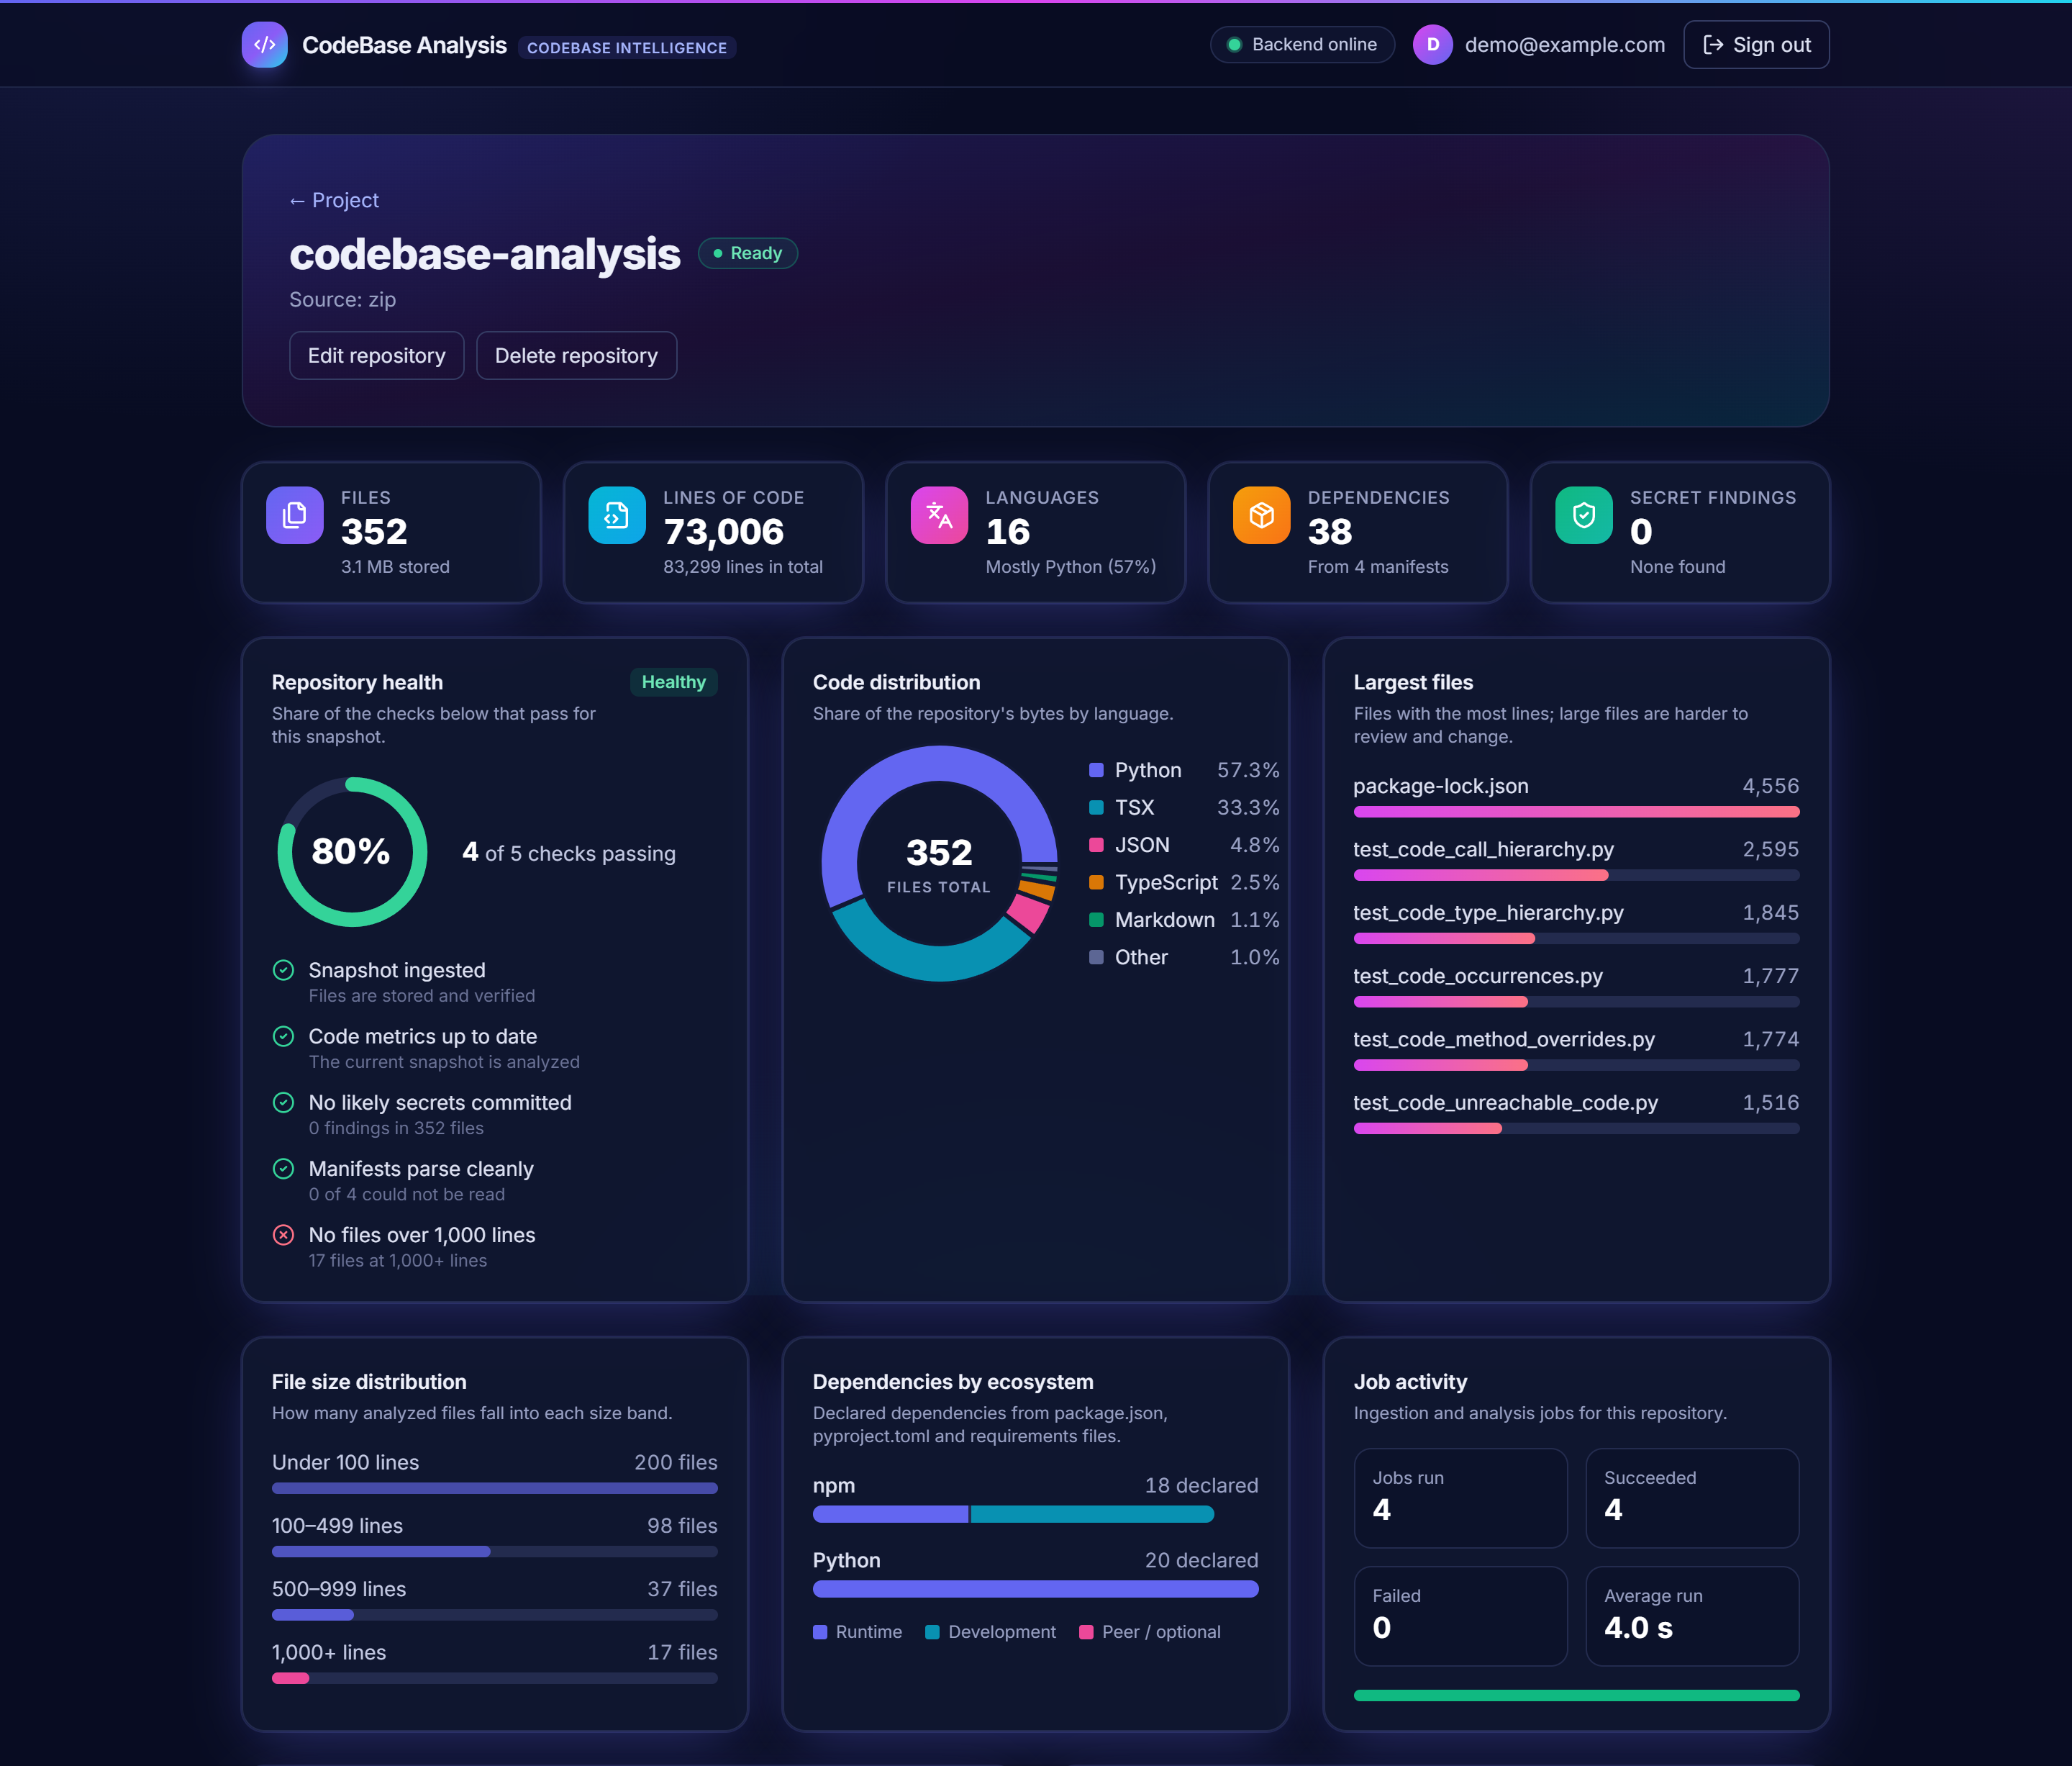 CodeBase Analysis CODEBASE INTELLIGENCE
Backend online
D demo@example.com
Sign out
← Project
codebase-analysis Ready
Source: zip
Edit repository Delete repository
FILES
352
3.1 MB stored
LINES OF CODE
73,006
83,299 lines in total
LANGUAGES
16
Mostly Python (57%)
DEPENDENCIES
38
From 4 manifests
SECRET FINDINGS
0
None found
Repository health Healthy
Share of the checks below that pass for
this snapshot.
80%
4 of 5 checks passing
Snapshot ingested
Files are stored and verified
Code metrics up to date
The current snapshot is analyzed
No likely secrets committed
0 findings in 352 files
Manifests parse cleanly
0 of 4 could not be read
No files over 1,000 lines
17 files at 1,000+ lines
Code distribution
Share of the repository's bytes by language.
352
FILES TOTAL
Python 57.3%
TSX 33.3%
JSON 4.8%
TypeScript 2.5%
Markdown 1.1%
Other 1.0%
Largest files
Files with the most lines; large files are harder to
review and change.
package-lock.json 4,556
test_code_call_hierarchy.py 2,595
test_code_type_hierarchy.py 1,845
test_code_occurrences.py 1,777
test_code_method_overrides.py 1,774
test_code_unreachable_code.py 1,516
File size distribution
How many analyzed files fall into each size band.
Under 100 lines 200 files
100–499 lines 98 files
500–999 lines 37 files
1,000+ lines 17 files
Dependencies by ecosystem
Declared dependencies from package.json,
pyproject.toml and requirements files.
npm 18 declared
Python 20 declared
Runtime Development Peer / optional
Job activity
Ingestion and analysis jobs for this repository.
Jobs run
4
Succeeded
4
Failed
0
Average run
4.0 s